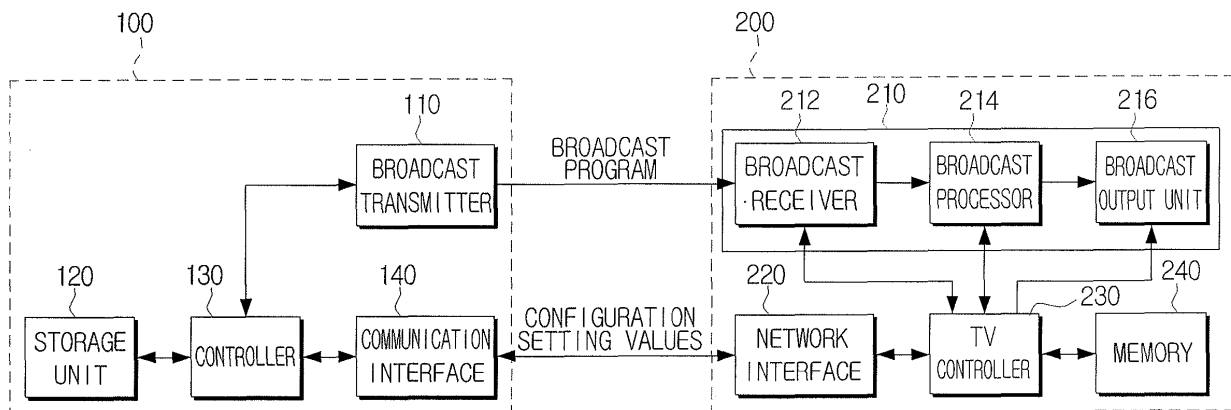 100
200
110
212
210
214
216
BROADCAST
TRANSMITTER
BROADCAST
PROGRAM
BROADCAST
RECEIVER
BROADCAST
PROCESSOR
BROADCAST
OUTPUT UNIT
120
130
140
220
230
240
STORAGE
UNIT
CONTROLLER
COMMUNICATION
INTERFACE
CONFIGURATION
SETTING VALUES
NETWORK
INTERFACE
TV
CONTROLLER
MEMORY